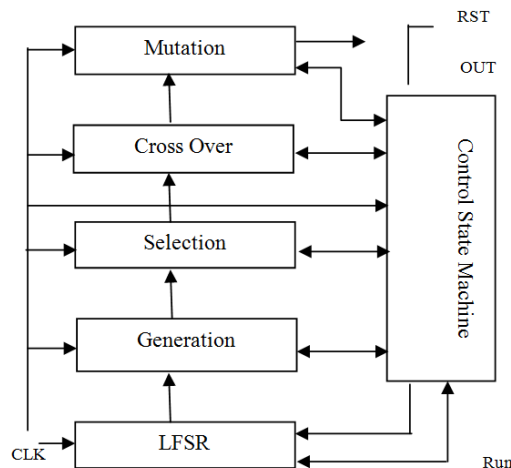 RST
Mutation
OUT
Cross Over
Control State Machine
Selection
Generation
LFSR
CLK
Run